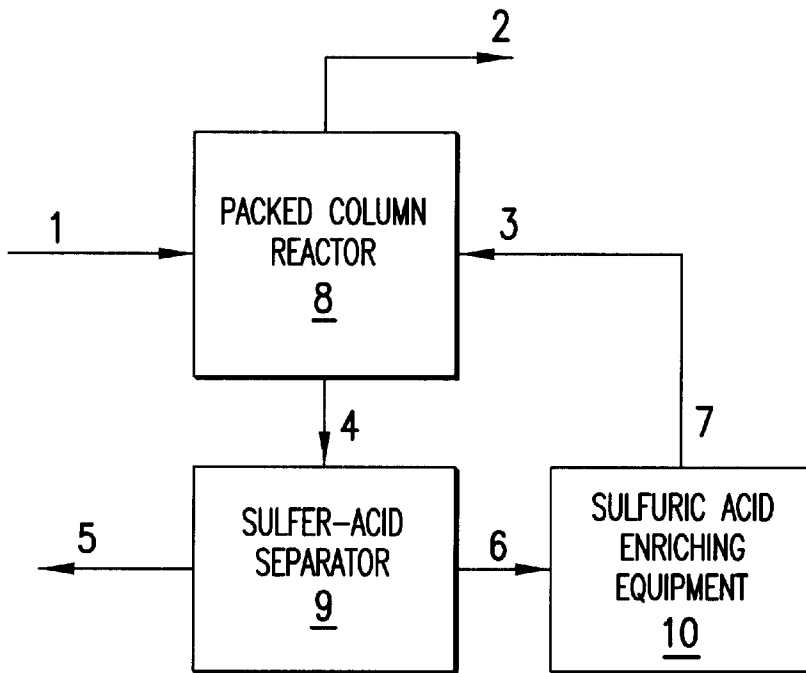 2
PACKED COLUMN
REACTOR
8
1
3
4
7
SULFER-ACID
SEPARATOR
9
5
6
SULFURIC ACID
ENRICHING
EQUIPMENT
10